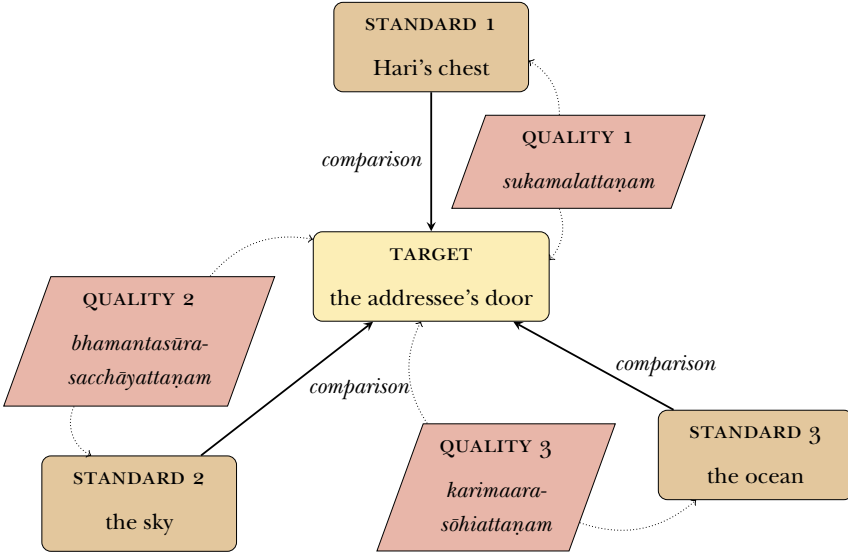 STANDARD 1
Hari's chest
comparison
QUALITY 1
sukamalattaṇam
TARGET
the addressee's door
QUALITY 2
bhamantasūra-
sacchāyattaṇam
comparison
comparison
QUALITY 3
karimaara-
sōhiattaṇam
STANDARD 3
the ocean
STANDARD 2
the sky